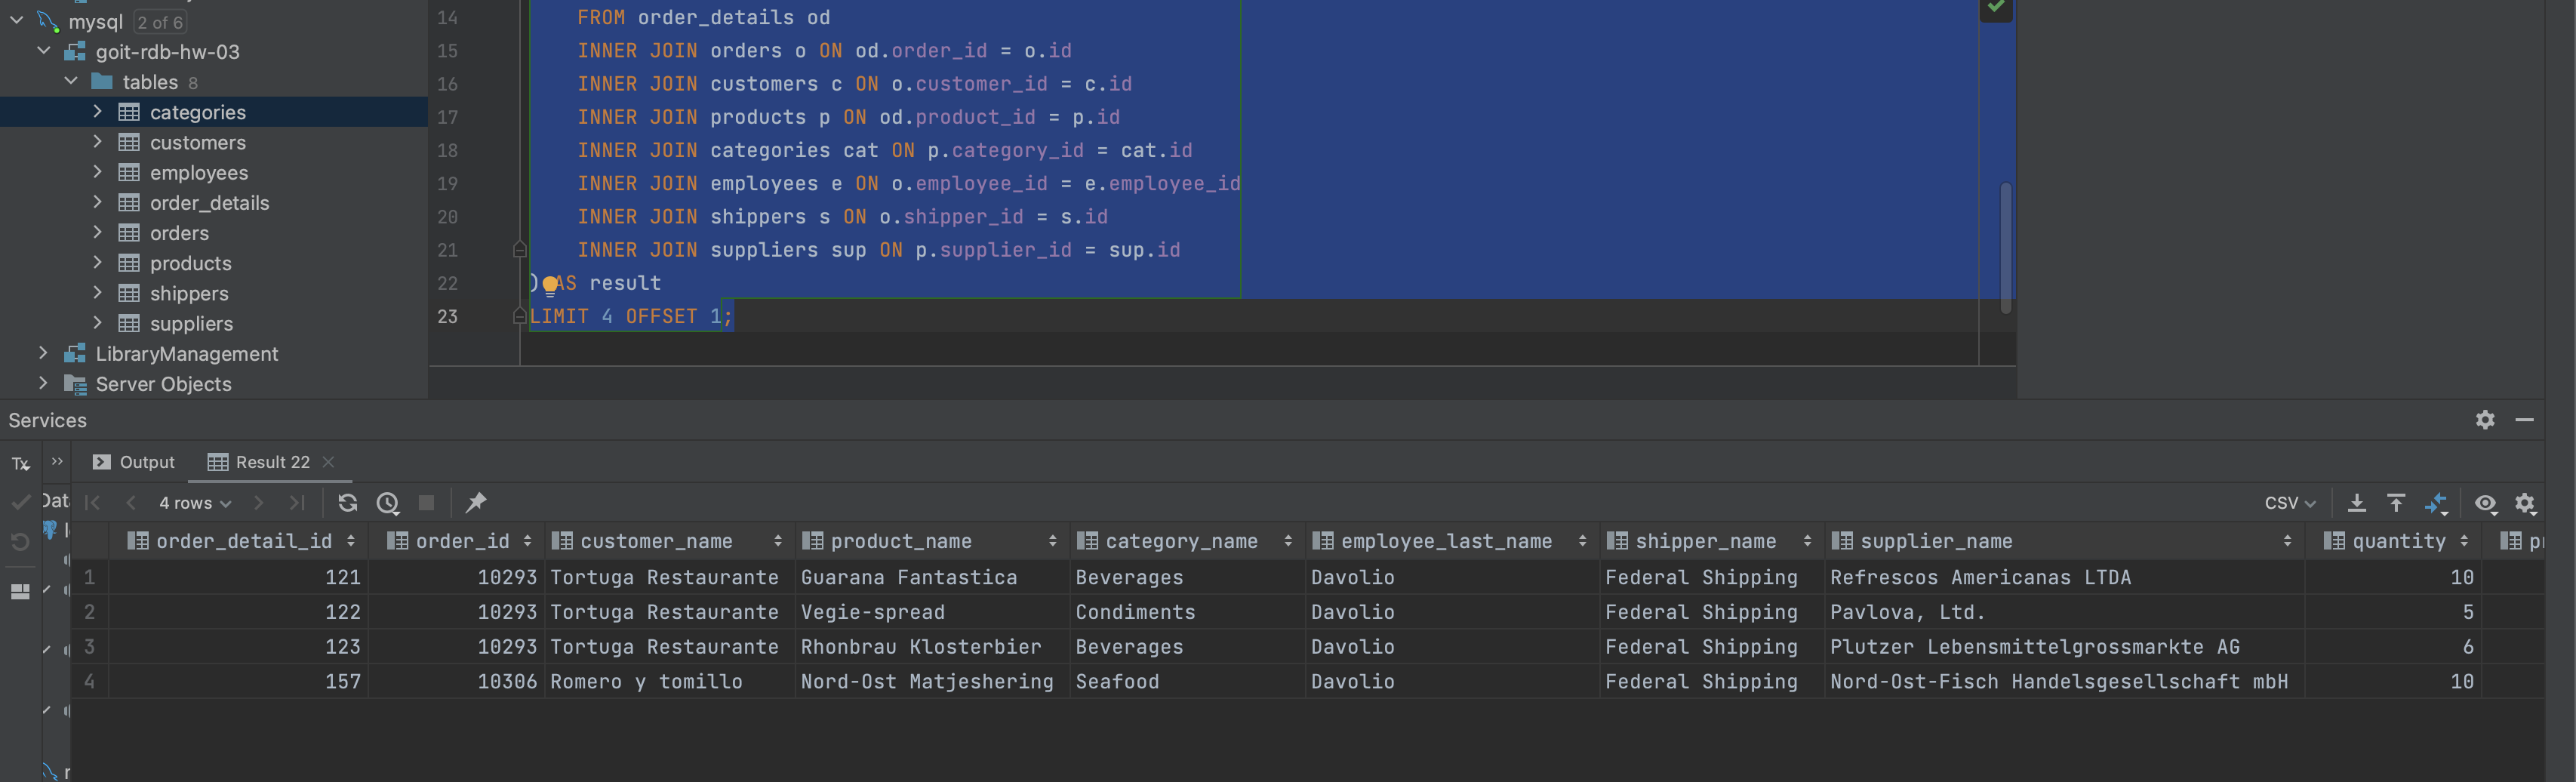 mysql 2 of 6
goit-rdb-hw-03
tables 8
categories
customers
employees
order_details
orders
products
shippers
suppliers
LibraryManagement
Server Objects
14 FROM order_details od
15 INNER JOIN orders o ON od.order_id = o.id
16 INNER JOIN customers c ON o.customer_id = c.id
17 INNER JOIN products p ON od.product_id = p.id
18 INNER JOIN categories cat ON p.category_id = cat.id
19 INNER JOIN employees e ON o.employee_id = e.employee_id
20 INNER JOIN shippers s ON o.shipper_id = s.id
21 INNER JOIN suppliers sup ON p.supplier_id = sup.id
22 ) AS result
23 LIMIT 4 OFFSET 1;
Services
Tx Output Result 22
4 rows CSV
order_detail_id order_id customer_name product_name category_name employee_last_name shipper_name supplier_name quantity
1 121 10293 Tortuga Restaurante Guarana Fantastica Beverages Davolio Federal Shipping Refrescos Americanas LTDA 10
2 122 10293 Tortuga Restaurante Vegie-spread Condiments Davolio Federal Shipping Pavlova, Ltd. 5
3 123 10293 Tortuga Restaurante Rhonbrau Klosterbier Beverages Davolio Federal Shipping Plutzer Lebensmittelgrossmarkte AG 6
4 157 10306 Romero y tomillo Nord-Ost Matjeshering Seafood Davolio Federal Shipping Nord-Ost-Fisch Handelsgesellschaft mbH 10